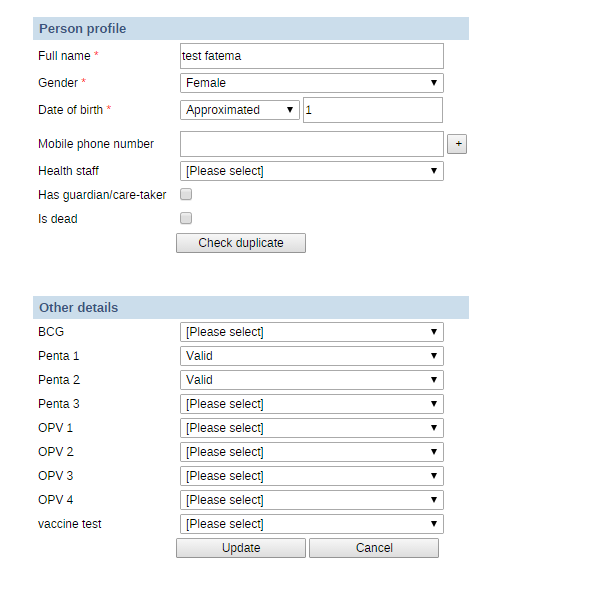 Person profile
Full name * test fatema
Gender * Female
Date of birth * Approximated 1
Mobile phone number +
Health staff [Please select]
Has guardian/care-taker
Is dead
Check duplicate
Other details
BCG [Please select]
Penta 1 Valid
Penta 2 Valid
Penta 3 [Please select]
OPV 1 [Please select]
OPV 2 [Please select]
OPV 3 [Please select]
OPV 4 [Please select]
vaccine test [Please select]
Update Cancel